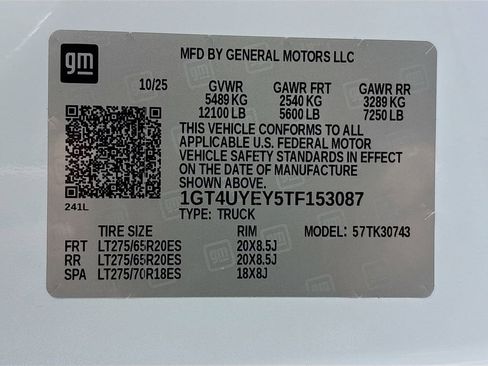 gm
MFD BY GENERAL MOTORS LLC
10/25 GVWR GAWR FRT GAWR RR
5489 KG 2540 KG 3289 KG
12100 LB 5600 LB 7250 LB
THIS VEHICLE CONFORMS TO ALL
APPLICABLE U.S. FEDERAL MOTOR
VEHICLE SAFETY STANDARDS IN EFFECT
ON THE DATE OF MANUFACTURE
SHOWN ABOVE.
241L 1GT4UYEY5TF153087
TYPE: TRUCK
TIRE SIZE RIM MODEL: 57TK30743
FRT LT275/65R20ES 20X8.5J
RR LT275/65R20ES 20X8.5J
SPA LT275/70R18ES 18X8J